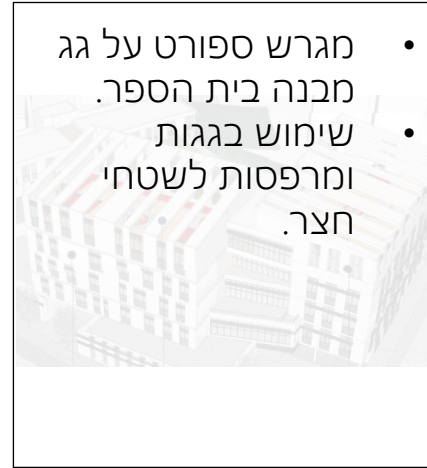 • מגרש ספורט על גג
מבנה בית הספר.
• שימוש בגגות
ומרפסות לשטחי
חצר.